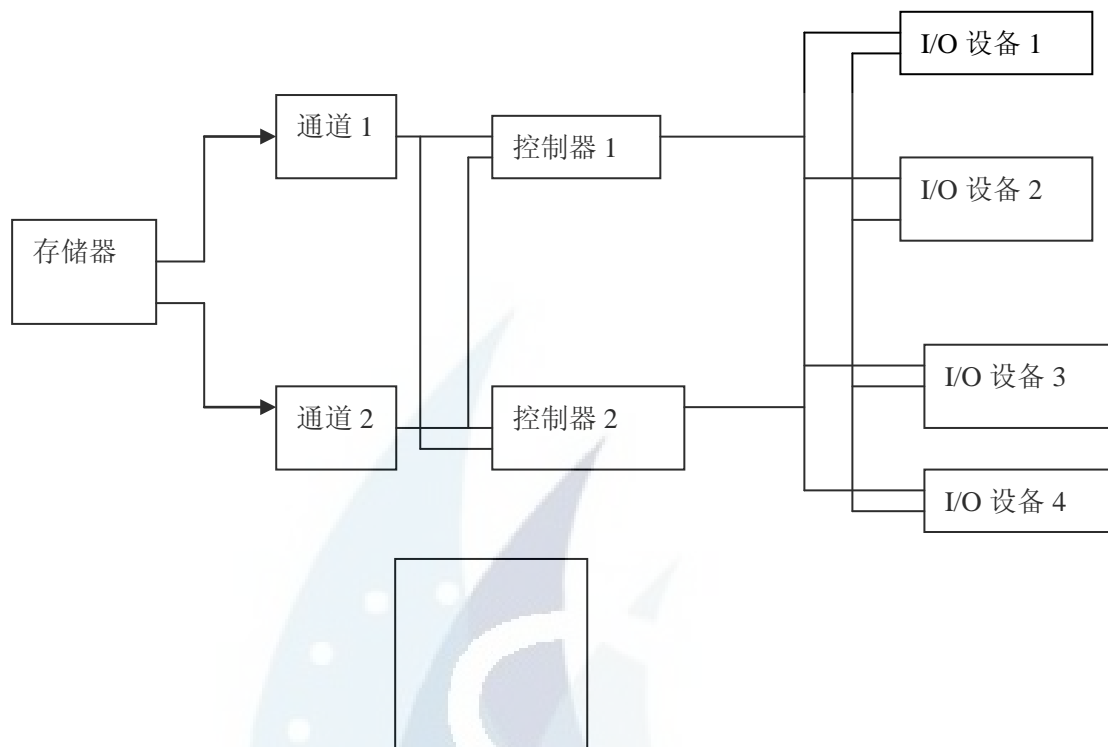 I/O 设备 1
通道 1
控制器 1
I/O 设备 2
存储器
I/O 设备 3
通道 2
控制器 2
I/O 设备 4